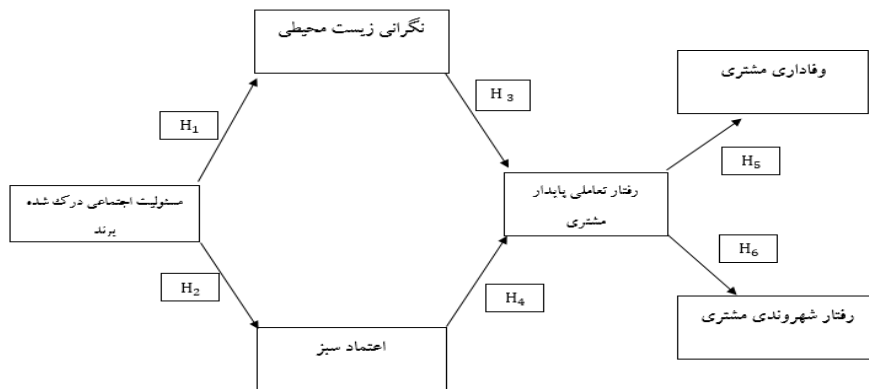 نگرانی زیست محیطی
وفاداری مشتری
H₃
H₁
H₅
رفتار تعاملی پایدار
مشتری
مسئولیت اجتماعی درک شده
برند
H₆
H₂
H₄
رفتار شهروندی مشتری
اعتماد سبز